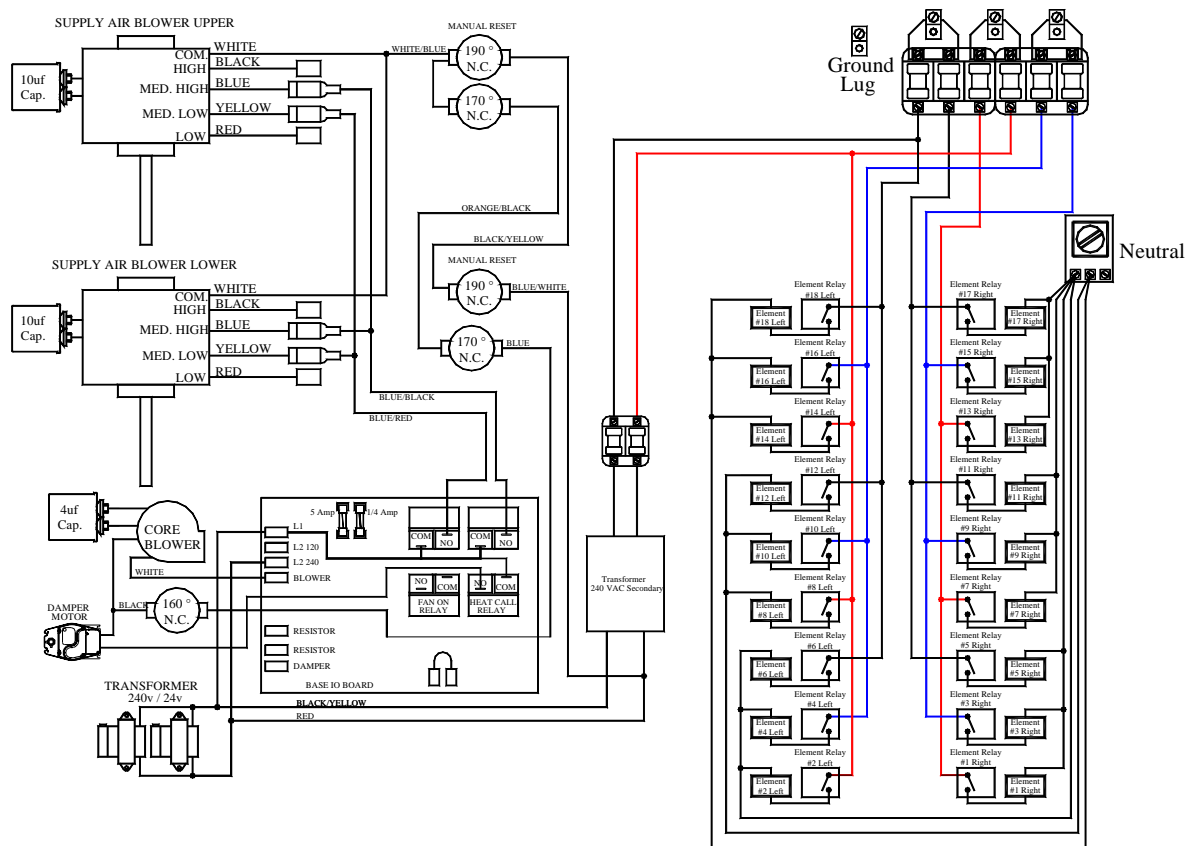 SUPPLY AIR BLOWER UPPER
10uf
Cap.
COM.
HIGH
MED. HIGH
MED. LOW
LOW
WHITE
BLACK
BLUE
YELLOW
RED
SUPPLY AIR BLOWER LOWER
10uf
Cap.
COM.
HIGH
MED. HIGH
MED. LOW
LOW
WHITE
BLACK
BLUE
YELLOW
RED
MANUAL RESET
WHITE/BLUE
190 °
N.C.
170 °
N.C.
ORANGE/BLACK
BLACK/YELLOW
MANUAL RESET
190 °
N.C.
BLUE/WHITE
170 °
N.C.
BLUE
BLUE/BLACK
BLUE/RED
4uf
Cap.
CORE
BLOWER
WHITE
BLACK
160 °
N.C.
DAMPER
MOTOR
TRANSFORMER
240v / 24v
5 Amp
1/4 Amp
L1
L2 120
L2 240
BLOWER
RESISTOR
RESISTOR
DAMPER
COM
NO
COM
NO
NO
COM
FAN ON
RELAY
NO
COM
HEAT CALL
RELAY
BASE IO BOARD
BLACK/YELLOW
RED
Transformer
240 VAC Secondary
Ground
Lug
Neutral
Element Relay
#18 Left
Element
#18 Left
Element Relay
#16 Left
Element
#16 Left
Element Relay
#14 Left
Element
#14 Left
Element Relay
#12 Left
Element
#12 Left
Element Relay
#10 Left
Element
#10 Left
Element Relay
#8 Left
Element
#8 Left
Element Relay
#6 Left
Element
#6 Left
Element Relay
#4 Left
Element
#4 Left
Element Relay
#2 Left
Element
#2 Left
Element Relay
#17 Right
Element
#17 Right
Element Relay
#15 Right
Element
#15 Right
Element Relay
#13 Right
Element
#13 Right
Element Relay
#11 Right
Element
#11 Right
Element Relay
#9 Right
Element
#9 Right
Element Relay
#7 Right
Element
#7 Right
Element Relay
#5 Right
Element
#5 Right
Element Relay
#3 Right
Element
#3 Right
Element Relay
#1 Right
Element
#1 Right